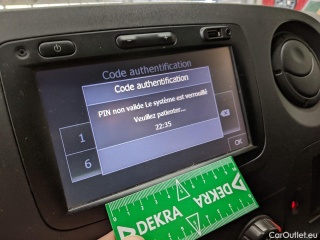 Code authentification
Code authentification
PIN non valide Le système est verrouillé
Veuillez patienter...
22:35
1
6
OK
DEKRA
DEKRA
CarOutlet.eu